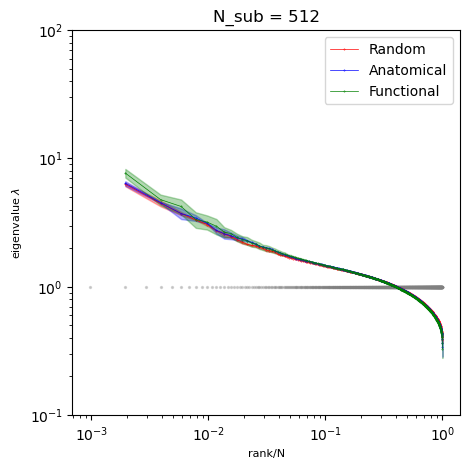 N_sub = 512
10²
Random
Anatomical
Functional
10¹
eigenvalue λ
10⁰
10⁻¹
10⁻³ 10⁻² 10⁻¹ 10⁰
rank/N